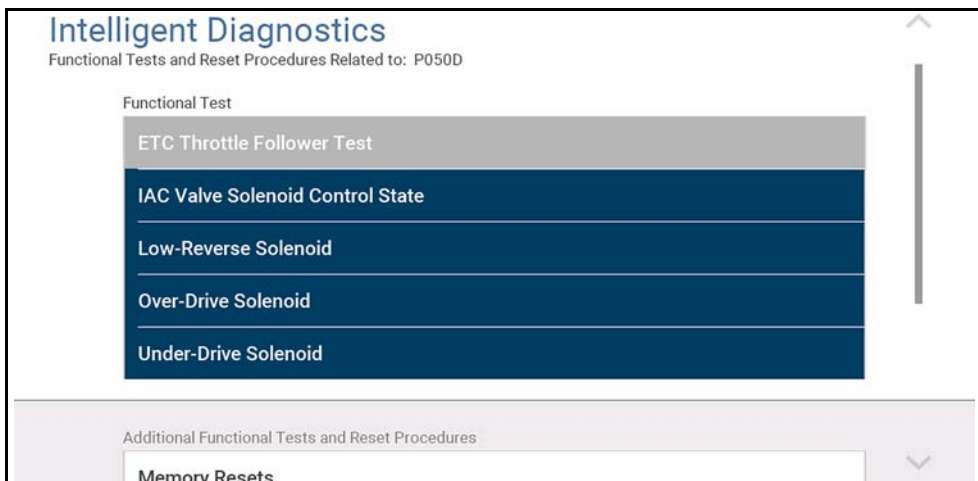 Intelligent Diagnostics
Functional Tests and Reset Procedures Related to: P050D
Functional Test
ETC Throttle Follower Test
IAC Valve Solenoid Control State
Low-Reverse Solenoid
Over-Drive Solenoid
Under-Drive Solenoid
Additional Functional Tests and Reset Procedures
Memory Resets